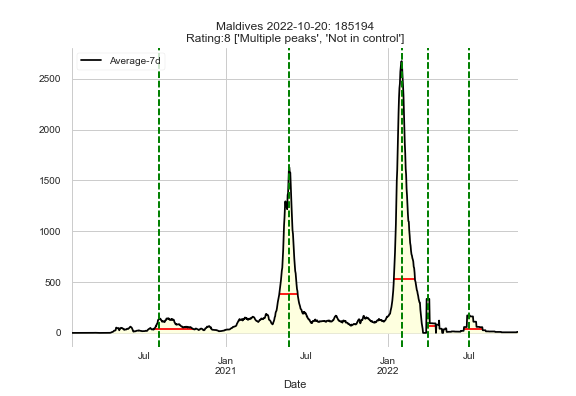 Maldives 2022-10-20: 185194
Rating:8 ['Multiple peaks', 'Not in control']
Average-7d
2500
2000
1500
1000
500
0
Jul
Jan
2021
Jul
Jan
2022
Jul
Date